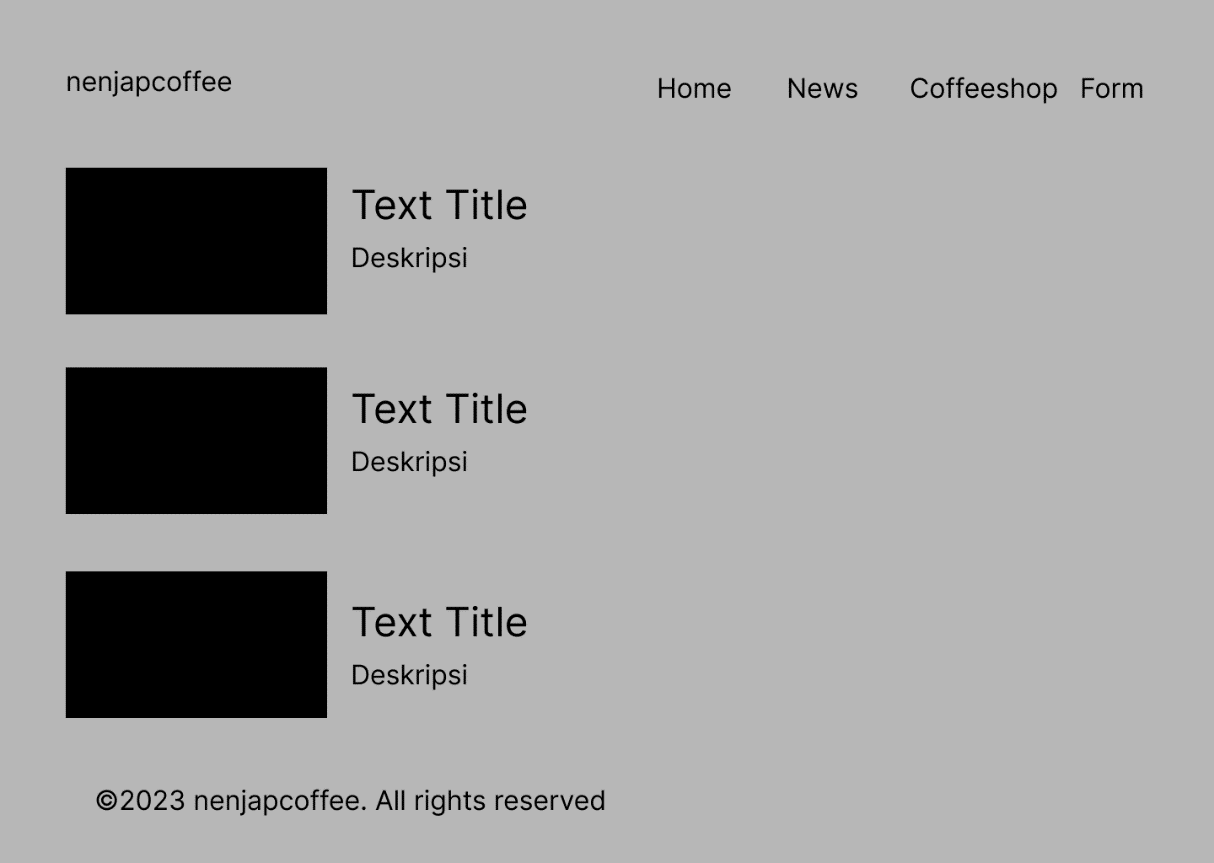 nenjapcoffee
Home News Coffeeshop Form
Text Title
Deskripsi
Text Title
Deskripsi
Text Title
Deskripsi
©2023 nenjapcoffee. All rights reserved